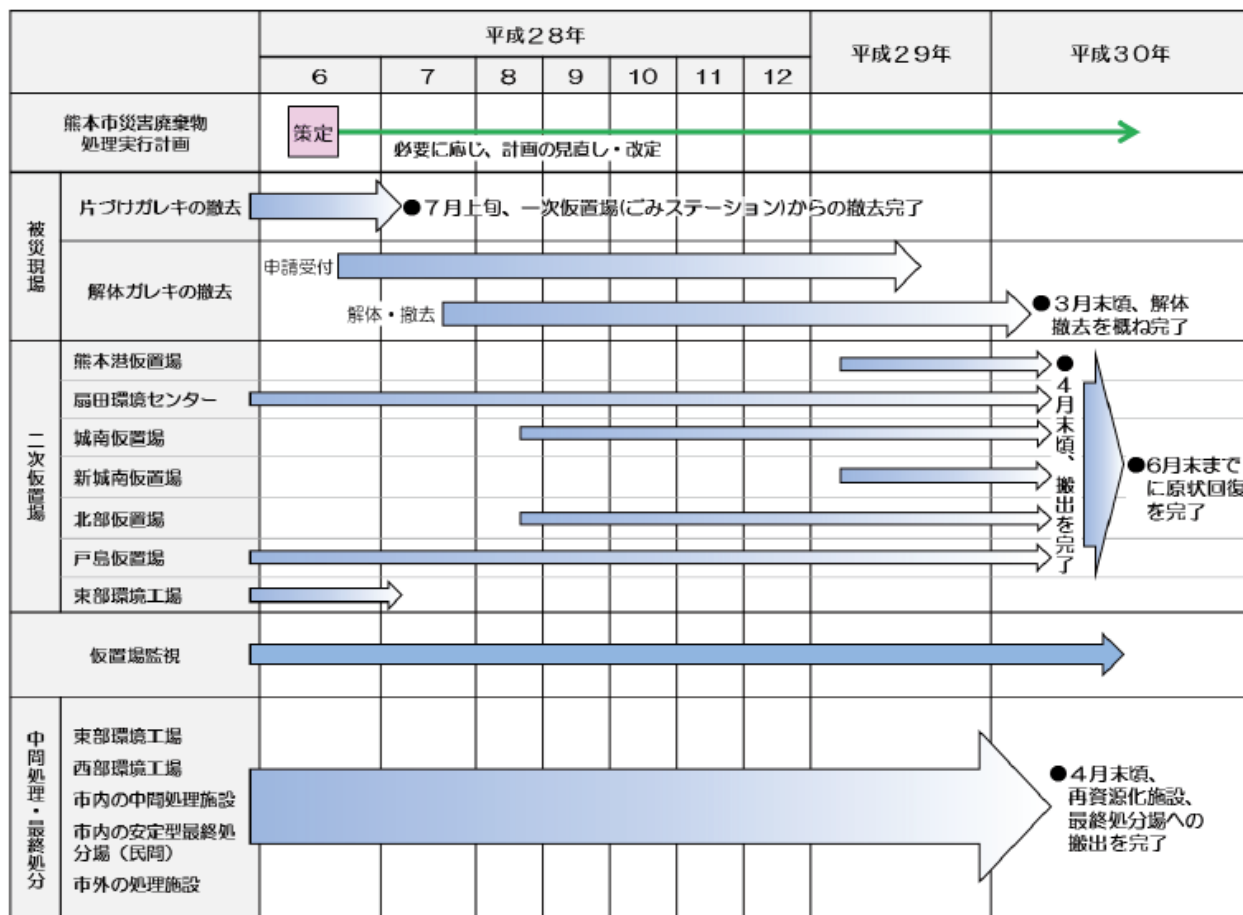 平成２８年
平成２９年
平成３０年
6
7
8
9
10
11
12
熊本市災害廃棄物
処理実行計画
策定
必要に応じ、計画の見直し・改定
被災現場
片づけガレキの撤去
●７月上旬、一次仮置場(ごみステーション)からの撤去完了
解体ガレキの撤去
申請受付
解体・撤去
●３月末頃、解体
撤去を概ね完了
二次仮置場
熊本港仮置場
扇田環境センター
城南仮置場
新城南仮置場
北部仮置場
戸島仮置場
東部環境工場
●４月末頃、搬出を完了
●6月末まで
に原状回復
を完了
仮置場監視
中間処理・最終処分
東部環境工場
西部環境工場
市内の中間処理施設
市内の安定型最終処
分場（民間）
市外の処理施設
●４月末頃、
再資源化施設、
最終処分場への
搬出を完了